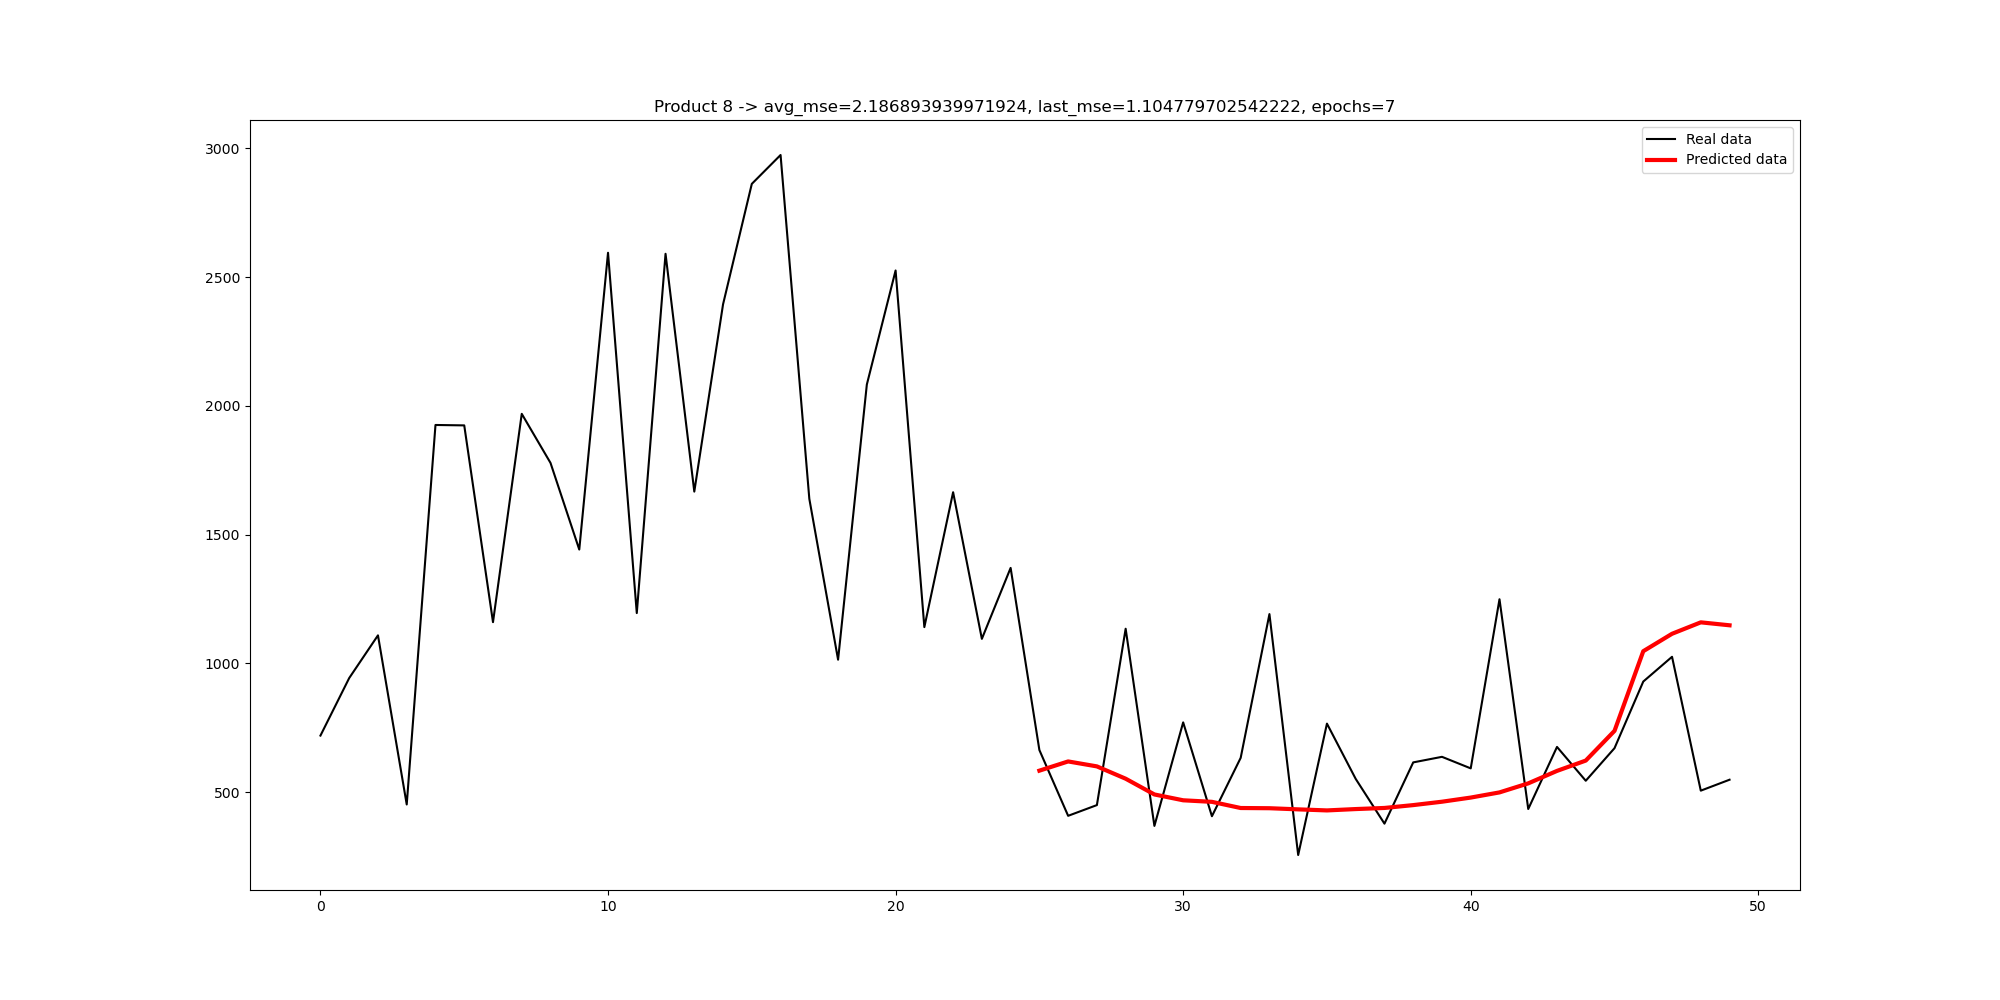 Product 8 -> avg_mse=2.186893939971924, last_mse=1.104779702542222, epochs=7
Real data
Predicted data
3000
2500
2000
1500
1000
500
0 10 20 30 40 50